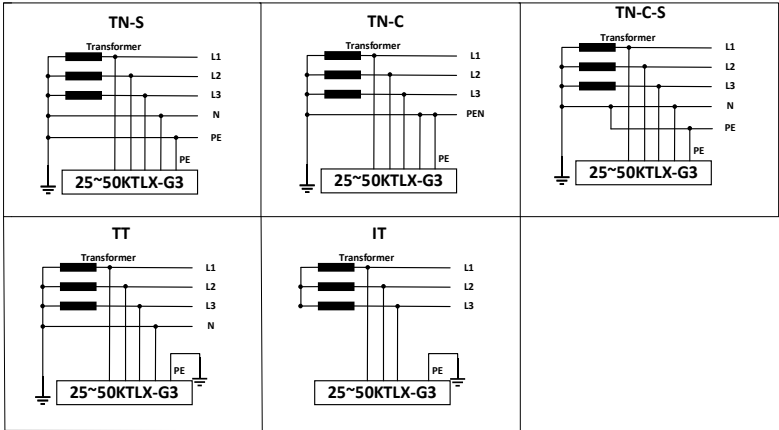 TN-S
Transformer
L1
L2
L3
N
PE
PE
25~50KTLX-G3
TN-C
Transformer
L1
L2
L3
PEN
PE
25~50KTLX-G3
TN-C-S
Transformer
L1
L2
L3
N
PE
PE
25~50KTLX-G3
TT
Transformer
L1
L2
L3
N
PE
25~50KTLX-G3
IT
Transformer
L1
L2
L3
PE
25~50KTLX-G3